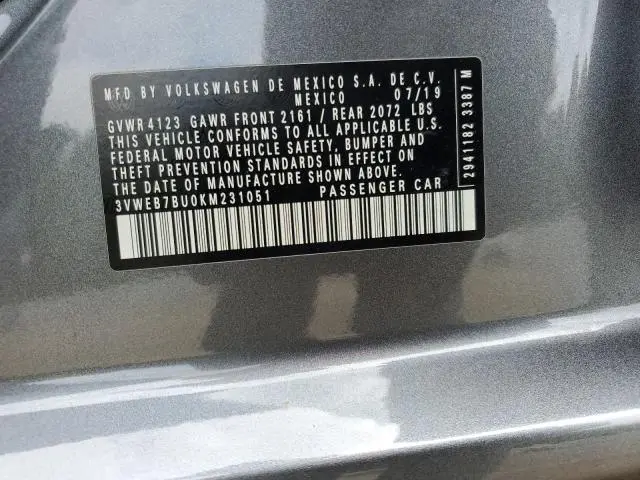 MFD BY VOLKSWAGEN DE MEXICO S.A. DE C.V.
MEXICO 07/19
GVWR 4123 GAWR FRONT 2161 / REAR 2072 LBS
THIS VEHICLE CONFORMS TO ALL APPLICABLE U.S.
FEDERAL MOTOR VEHICLE SAFETY, BUMPER AND
THEFT PREVENTION STANDARDS IN EFFECT ON
THE DATE OF MANUFACTURE SHOWN ABOVE.
3VWEB7BU0KM231051 PASSENGER CAR
2941182 3387 M